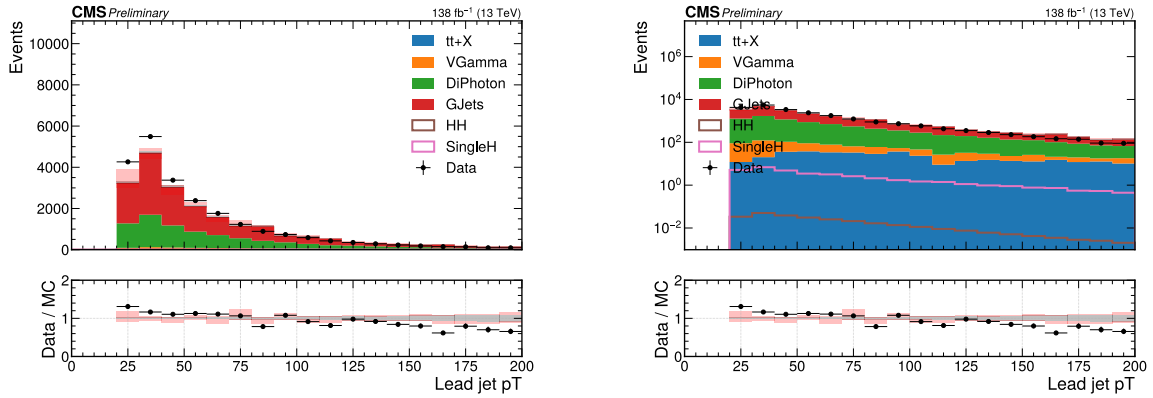 CMS Preliminary 138 fb⁻¹ (13 TeV)
Events
10000
8000
6000
4000
2000
0
tt+X
VGamma
DiPhoton
GJets
HH
SingleH
Data
Data / MC
2
1
0
25 50 75 100 125 150 175 200
Lead jet pT
CMS Preliminary 138 fb⁻¹ (13 TeV)
Events
10⁶
10⁴
10²
10⁰
10⁻²
tt+X
VGamma
DiPhoton
GJets
HH
SingleH
Data
Data / MC
2
1
0
25 50 75 100 125 150 175 200
Lead jet pT